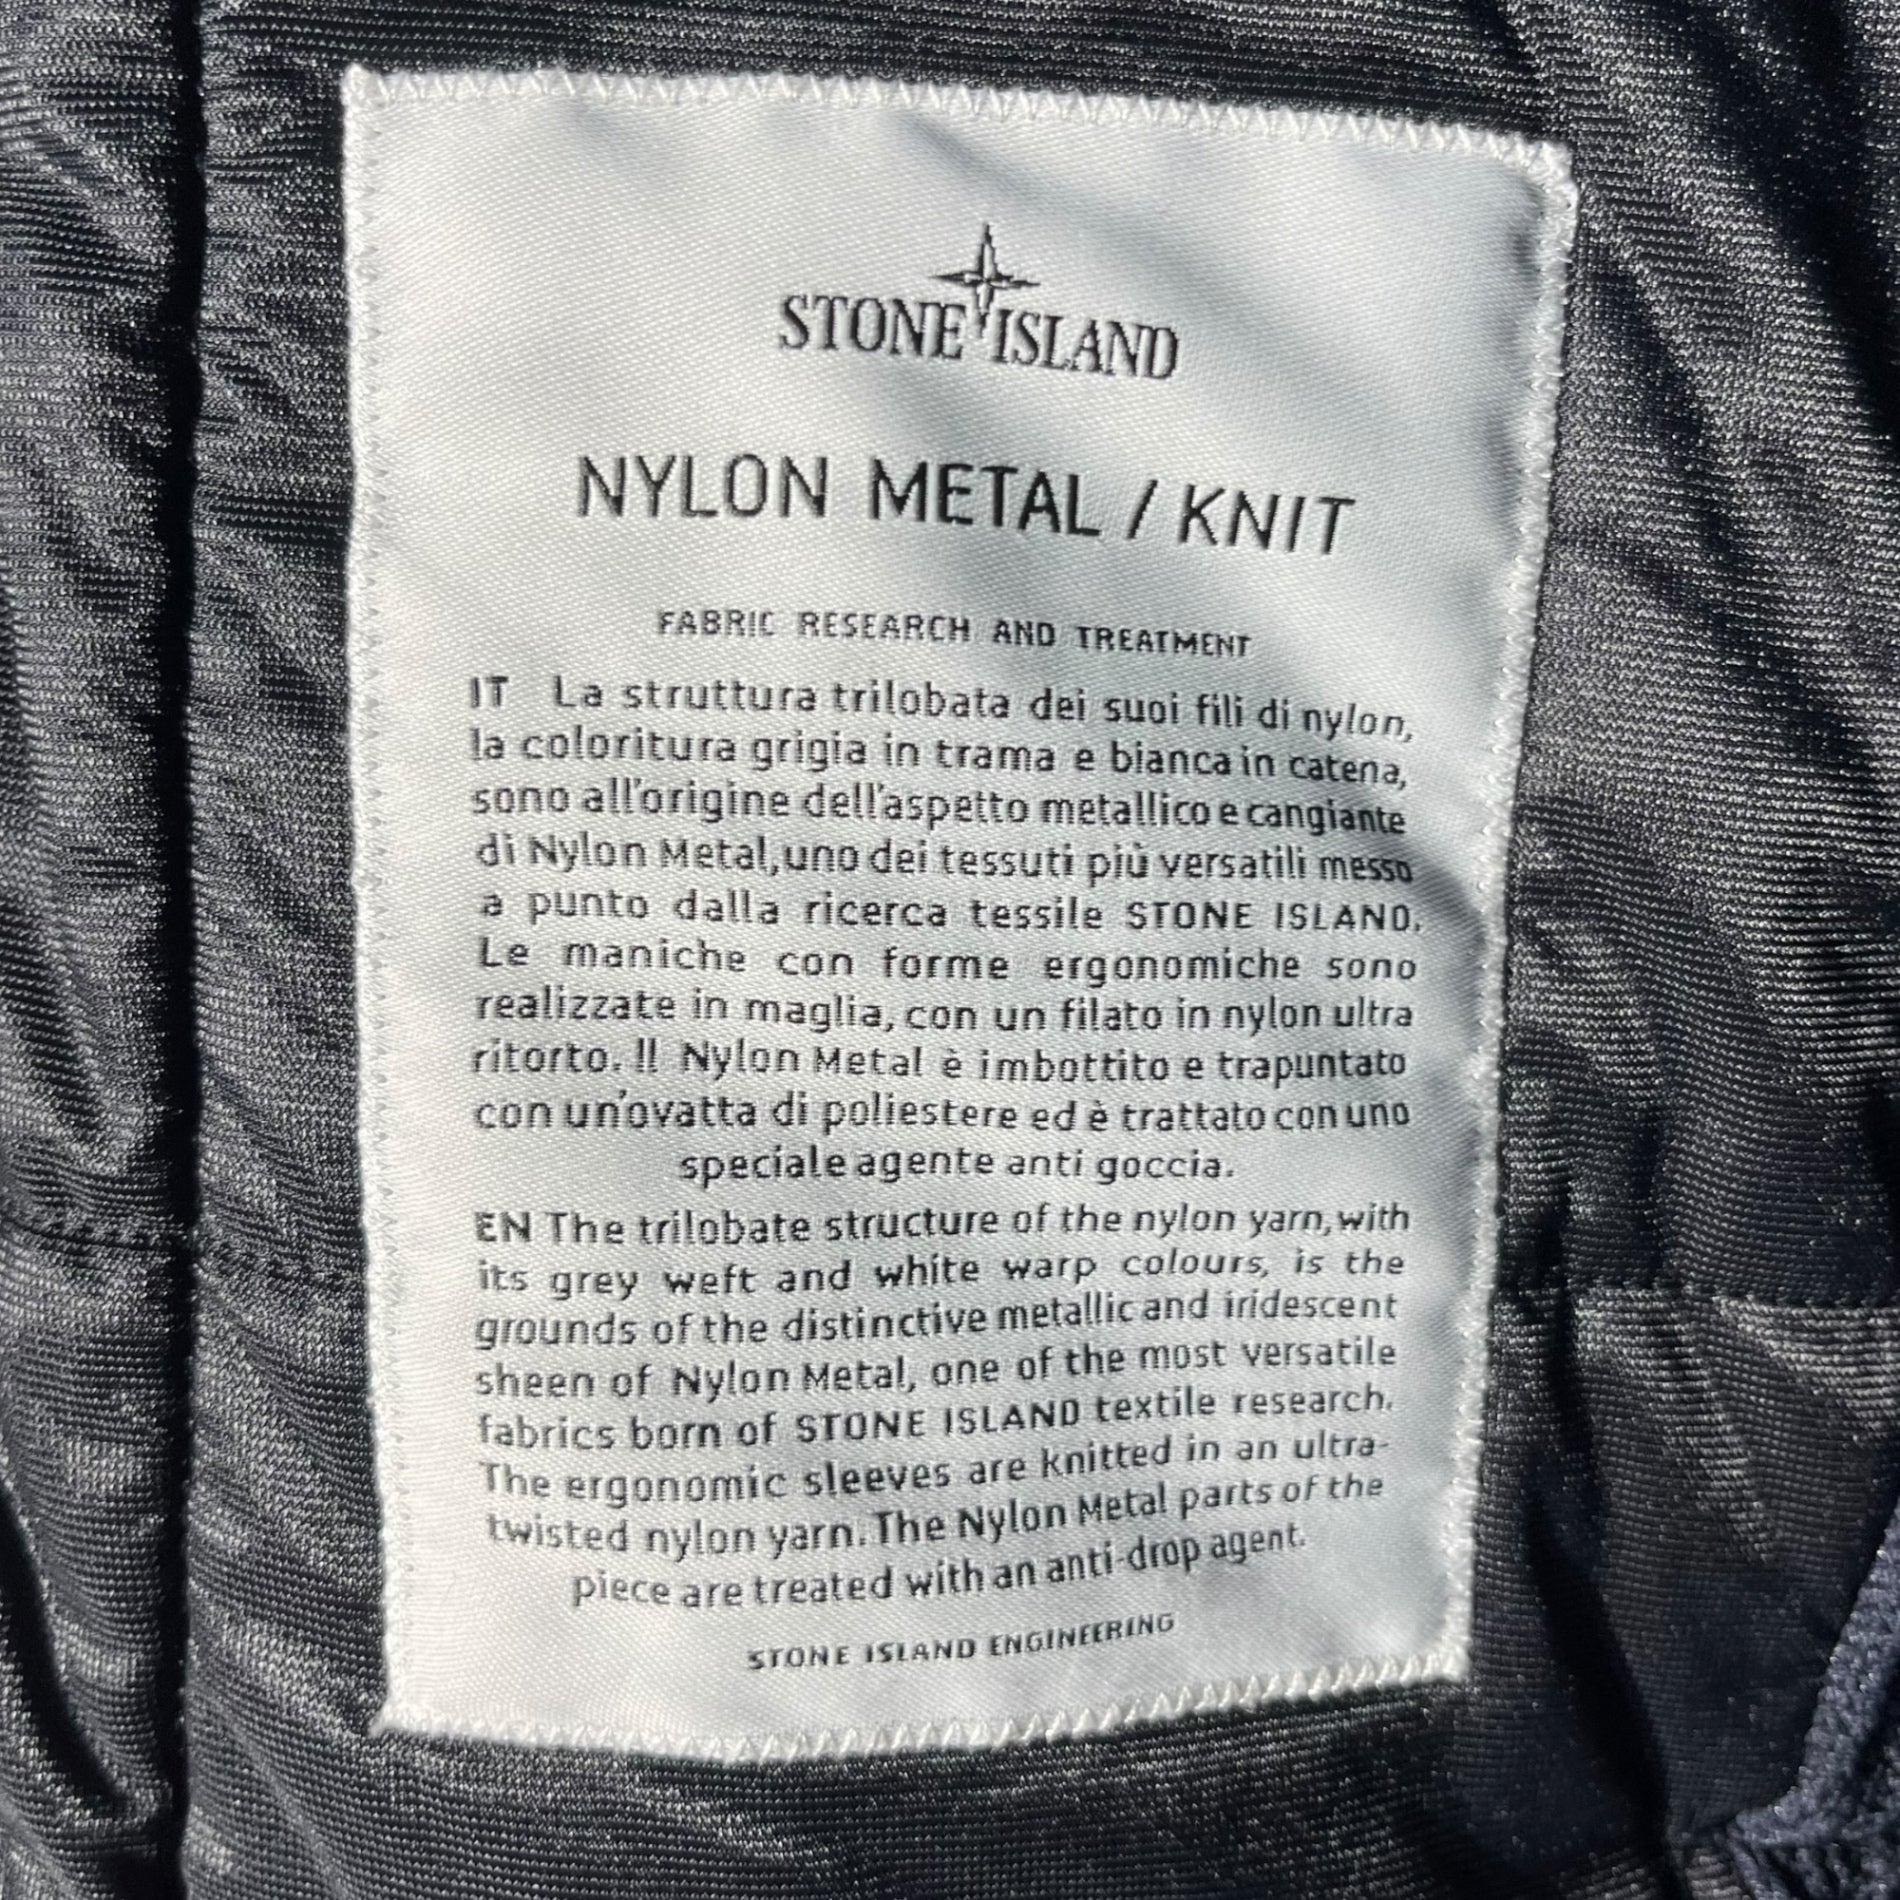 STONE ISLAND
NYLON METAL / KNIT
FABRIC RESEARCH AND TREATMENT
IT La struttura trilobata dei suoi fili di nylon,
la coloritura grigia in trama e bianca in catena,
sono all'origine dell'aspetto metallico e cangiante
di Nylon Metal, uno dei tessuti più versatili messo
a punto dalla ricerca tessile STONE ISLAND.
Le maniche con forme ergonomiche sono
realizzate in maglia, con un filato in nylon ultra
ritorto. Il Nylon Metal è imbottito e trapuntato
con un'ovatta di poliestere ed è trattato con uno
speciale agente anti goccia.
EN The trilobate structure of the nylon yarn, with
its grey weft and white warp colours, is the
grounds of the distinctive metallic and iridescent
sheen of Nylon Metal, one of the most versatile
fabrics born of STONE ISLAND textile research.
The ergonomic sleeves are knitted in an ultra-
twisted nylon yarn. The Nylon Metal parts of the
piece are treated with an anti-drop agent.
STONE ISLAND ENGINEERING